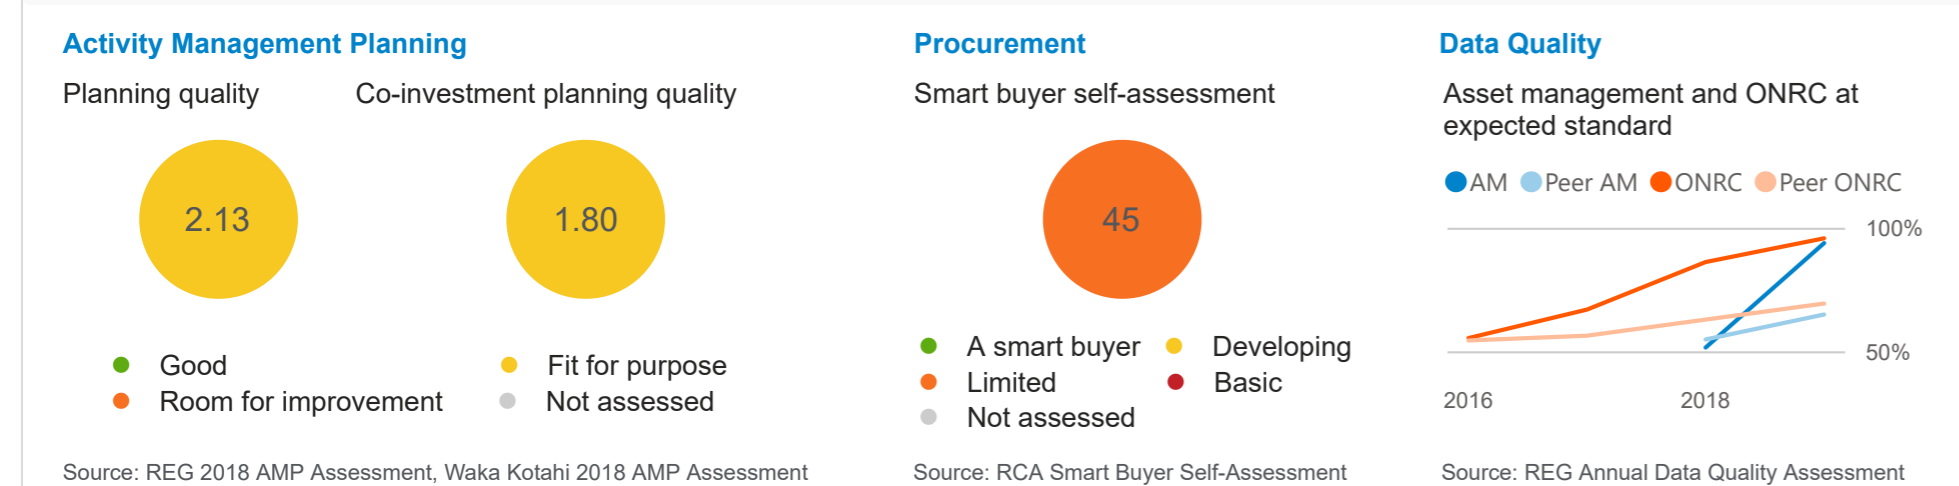 Activity Management Planning
Planning quality
Co-investment planning quality
2.13
1.80
Good
Fit for purpose
Room for improvement
Not assessed
Source: REG 2018 AMP Assessment, Waka Kotahi 2018 AMP Assessment
Procurement
Smart buyer self-assessment
45
A smart buyer
Developing
Limited
Basic
Not assessed
Source: RCA Smart Buyer Self-Assessment
Data Quality
Asset management and ONRC at
expected standard
AM Peer AM ONRC Peer ONRC
100%
50%
2016
2018
Source: REG Annual Data Quality Assessment